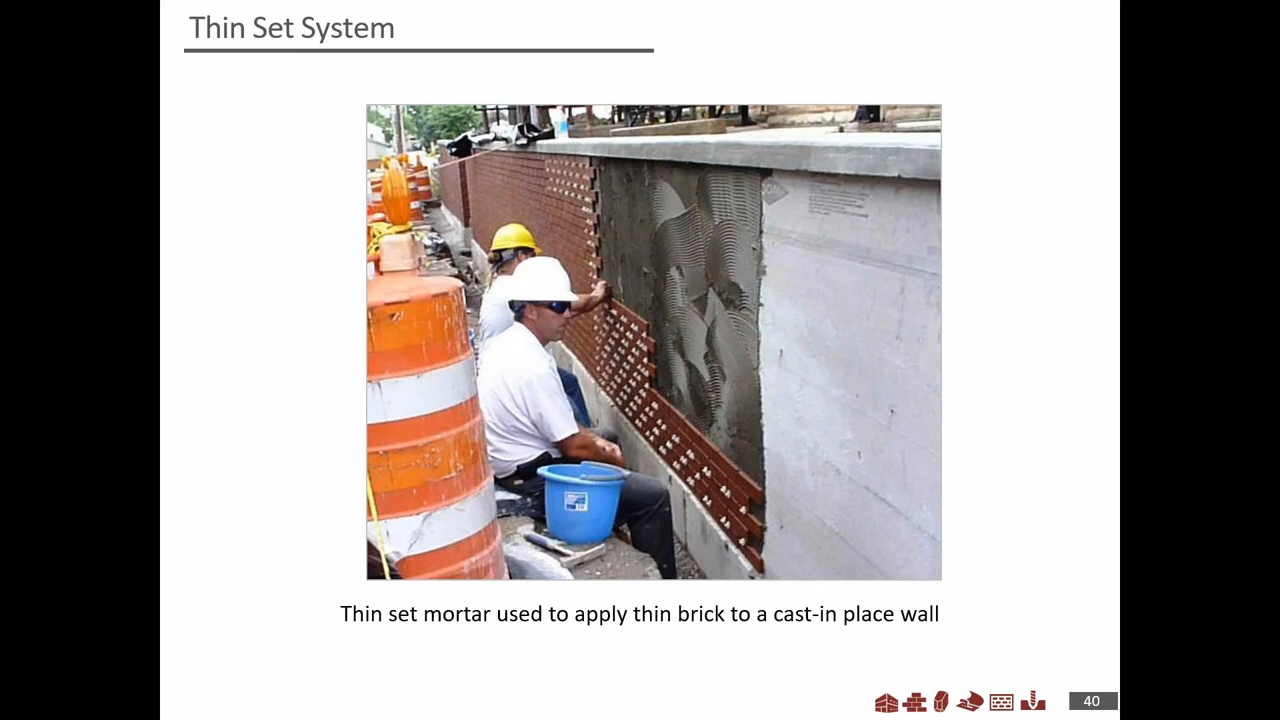 Thin Set System
Thin set mortar used to apply thin brick to a cast-in place wall
40